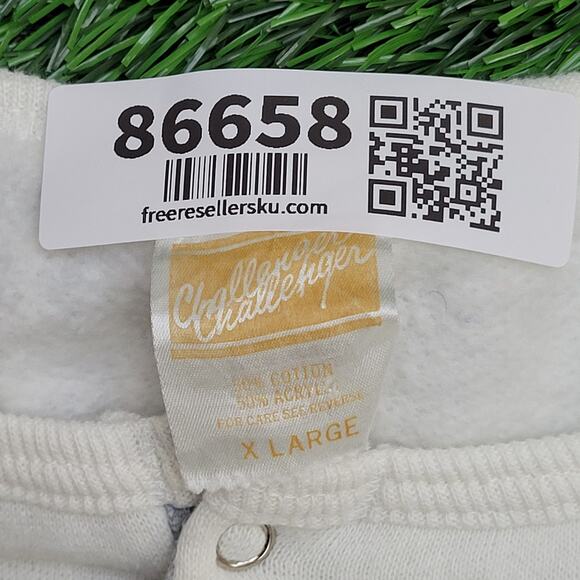 86658
freeresellersku.com
Challenger
Challenger
50% COTTON
50% ACRYLIC
FOR CARE SEE REVERSE
X LARGE